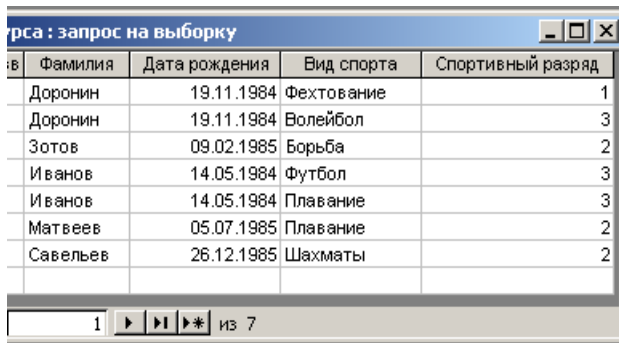 урса : запрос на выборку
в Фамилия Дата рождения Вид спорта Спортивный разряд
Доронин 19.11.1984 Фехтование 1
Доронин 19.11.1984 Волейбол 3
Зотов 09.02.1985 Борьба 2
Иванов 14.05.1984 Футбол 3
Иванов 14.05.1984 Плавание 3
Матвеев 05.07.1985 Плавание 2
Савельев 26.12.1985 Шахматы 2
1 из 7